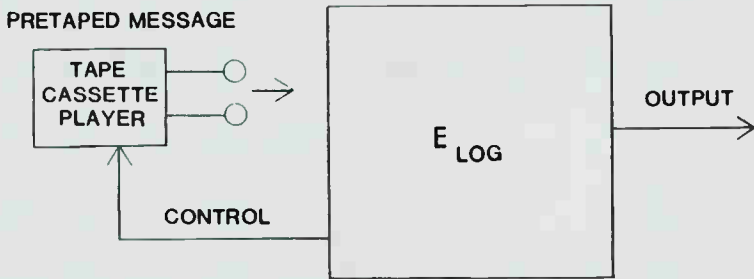 PRETAPED MESSAGE
TAPE
CASSETTE
PLAYER
E LOG
OUTPUT
CONTROL